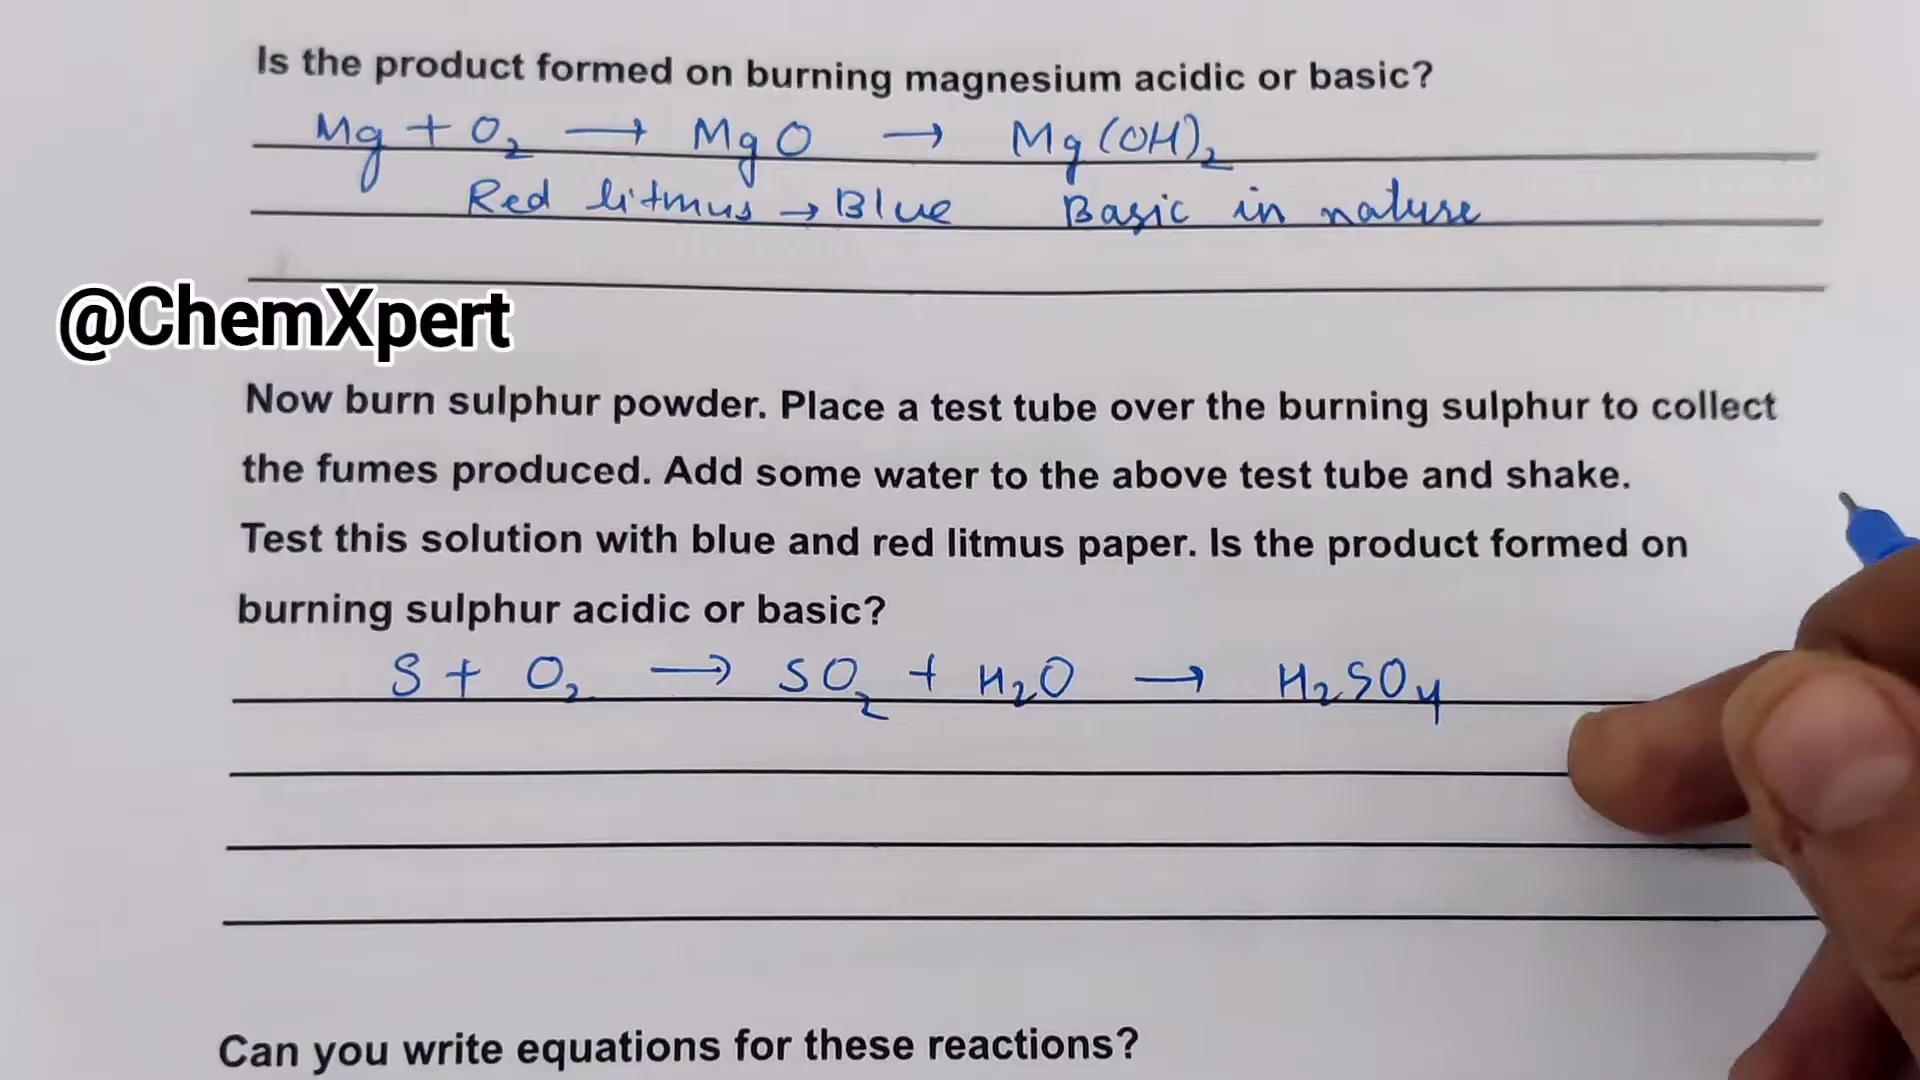 Is the product formed on burning magnesium acidic or basic?
Mg + O₂ → MgO → Mg(OH)₂
Red litmus → Blue Basic in nature
@ChemXpert
Now burn sulphur powder. Place a test tube over the burning sulphur to collect
the fumes produced. Add some water to the above test tube and shake.
Test this solution with blue and red litmus paper. Is the product formed on
burning sulphur acidic or basic?
S + O₂ → SO₂ + H₂O → H₂SO₄
Can you write equations for these reactions?